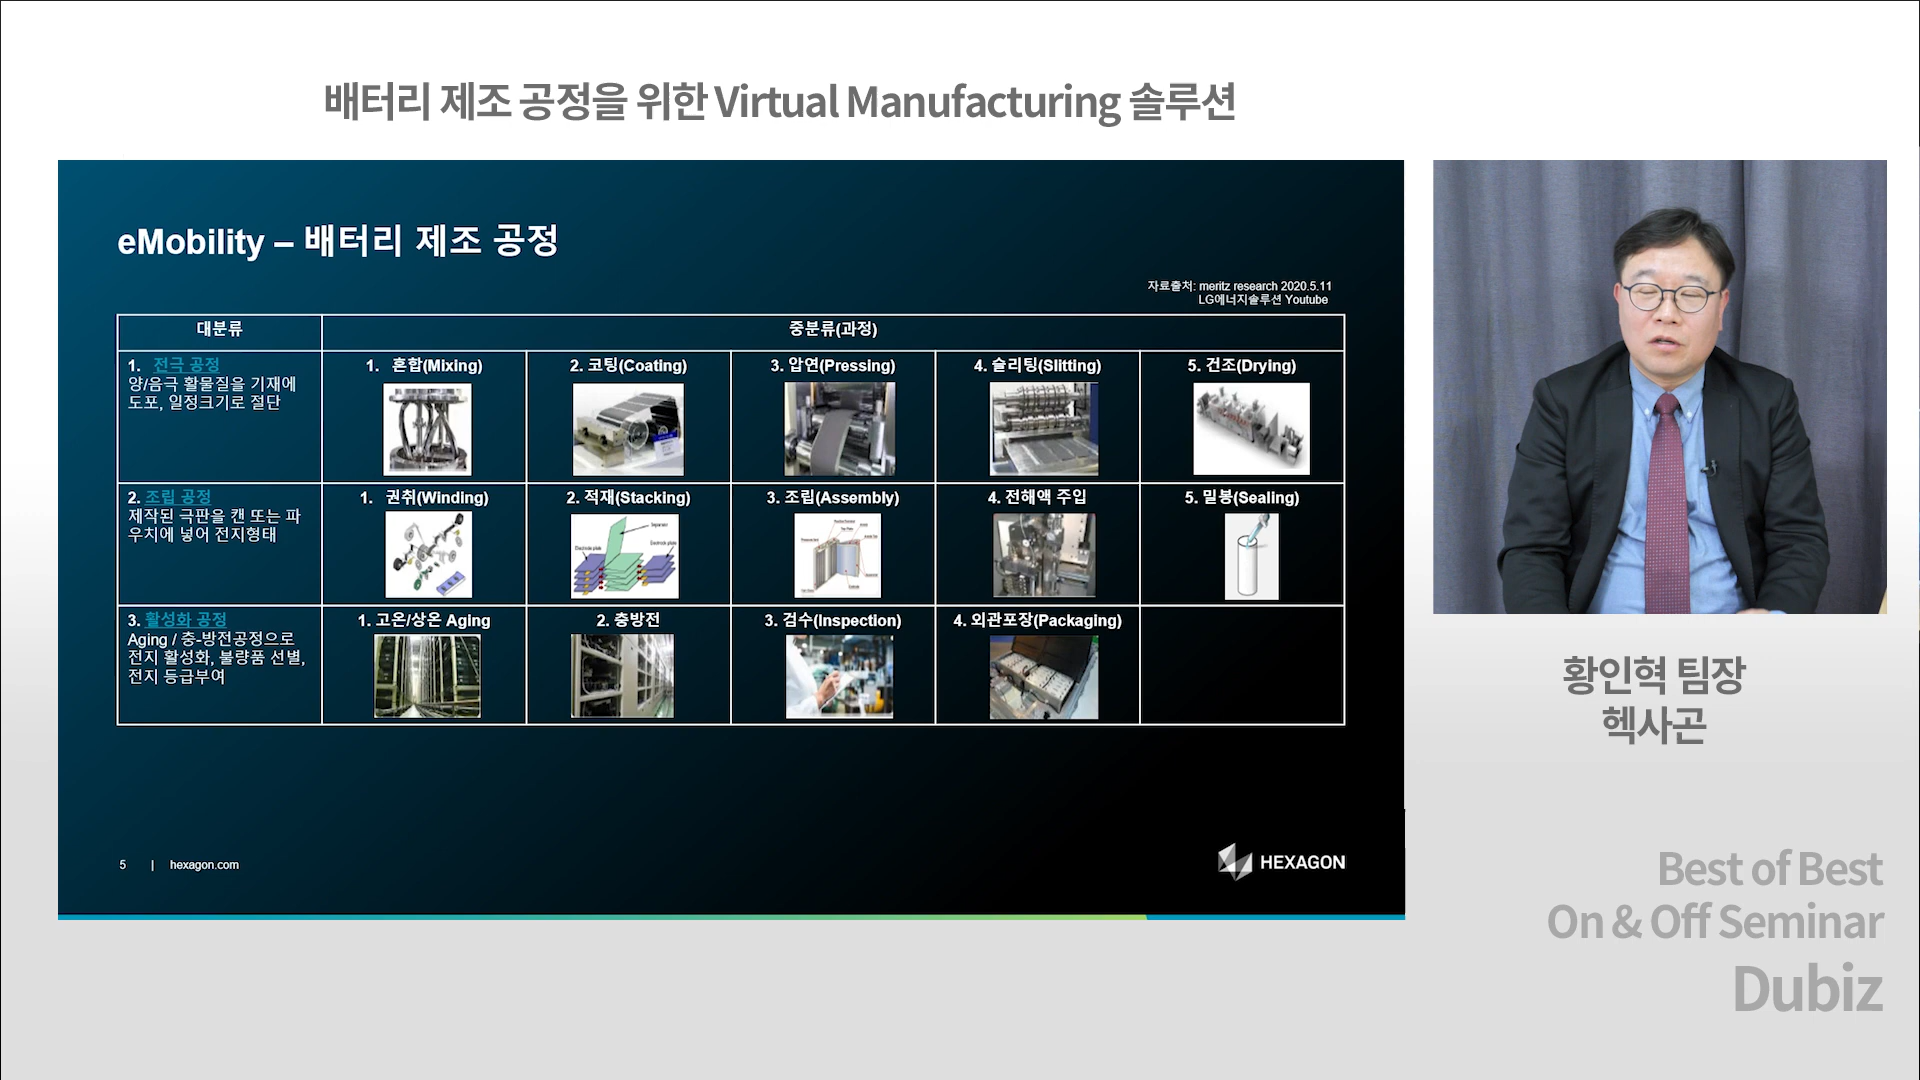 배터리 제조 공정을 위한 Virtual Manufacturing 솔루션
eMobility – 배터리 제조 공정
자료출처: meritz research 2020.5.11
LG에너지솔루션 Youtube
대분류
중분류(과정)
1. 전극 공정
양/음극 활물질을 기재에
도포, 일정크기로 절단
1. 혼합(Mixing)
2. 코팅(Coating)
3. 압연(Pressing)
4. 슬리팅(Slitting)
5. 건조(Drying)
2. 조립 공정
제작된 극판을 캔 또는 파
우치에 넣어 전지형태
1. 권취(Winding)
2. 적재(Stacking)
Separator
Electrode plate
Electrode plate
3. 조립(Assembly)
4. 전해액 주입
5. 밀봉(Sealing)
3. 활성화 공정
Aging / 충-방전공정으로
전지 활성화, 불량품 선별,
전지 등급부여
1. 고온/상온 Aging
2. 충방전
3. 검수(Inspection)
4. 외관포장(Packaging)
5 | hexagon.com
HEXAGON
황인혁 팀장
헥사곤
Best of Best
On & Off Seminar
Dubiz